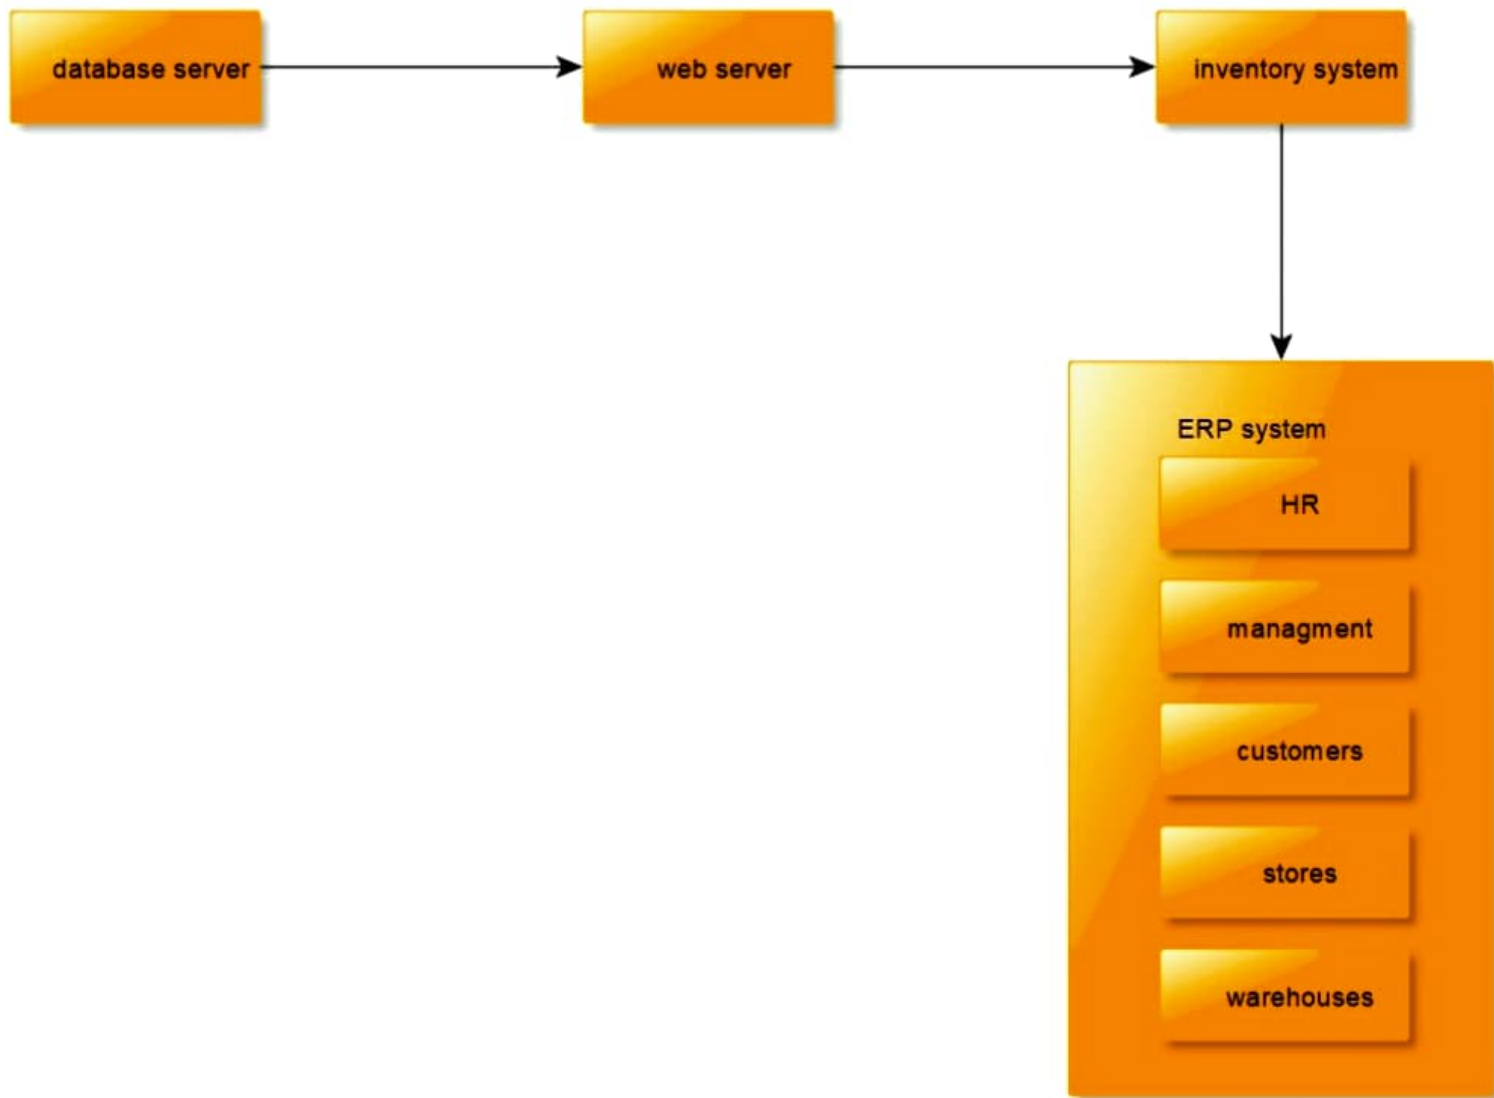 database server
web server
inventory system
ERP system
HR
managment
customers
stores
warehouses